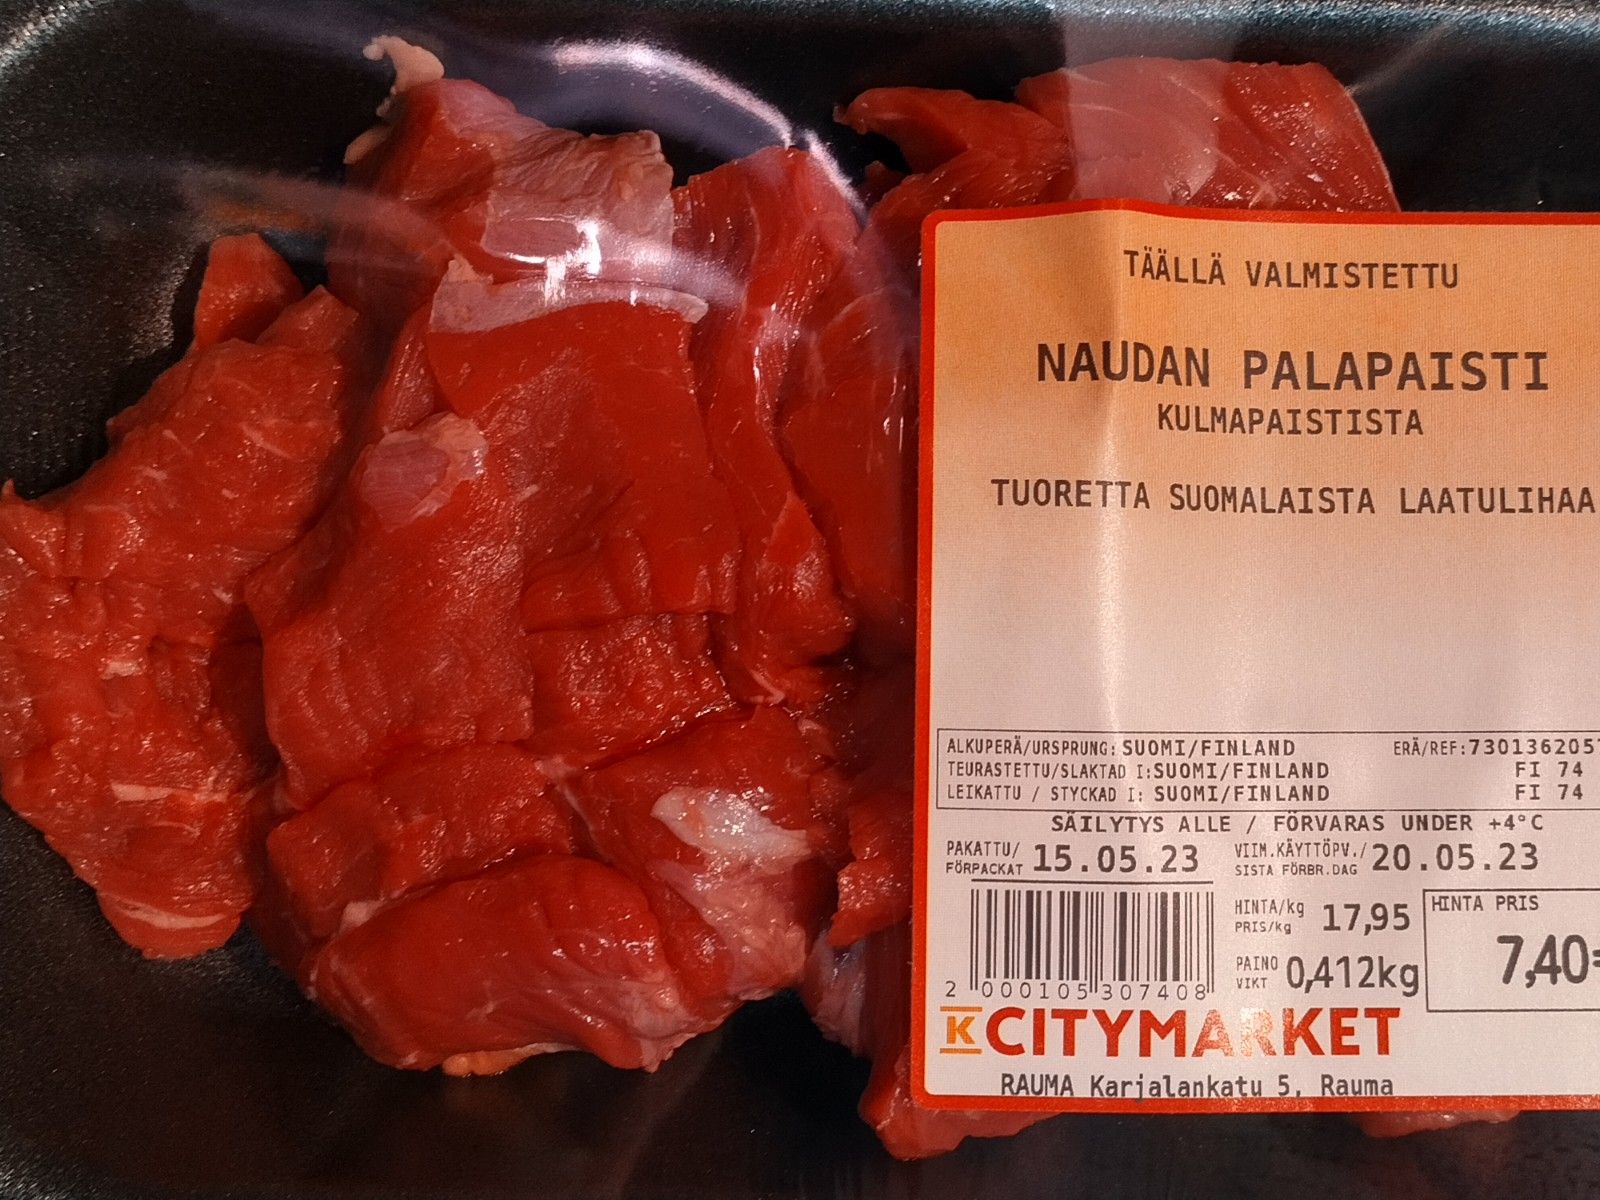 TÄÄLLÄ VALMISTETTU
NAUDAN PALAPAISTI
KULMAPAISTISTA
TUORETTA SUOMALAISTA LAATULIHAA
ALKUPERÄ/URSPRUNG: SUOMI/FINLAND ERÄ/REF:7301362057
TEURASTETTU/SLAKTAD I:SUOMI/FINLAND FI 74
LEIKATTU / STYCKAD I: SUOMI/FINLAND FI 74
SÄILYTYS ALLE / FÖRVARAS UNDER +4°C
PAKATTU/ FÖRPACKAT 15.05.23 VIIM.KÄYTTÖPV./ SISTA FÖRBR.DAG 20.05.23
HINTA/kg PRIS/kg 17,95 HINTA PRIS
PAINO VIKT 0,412kg 7,40
2 000105 307408
K CITYMARKET
RAUMA Karjalankatu 5, Rauma